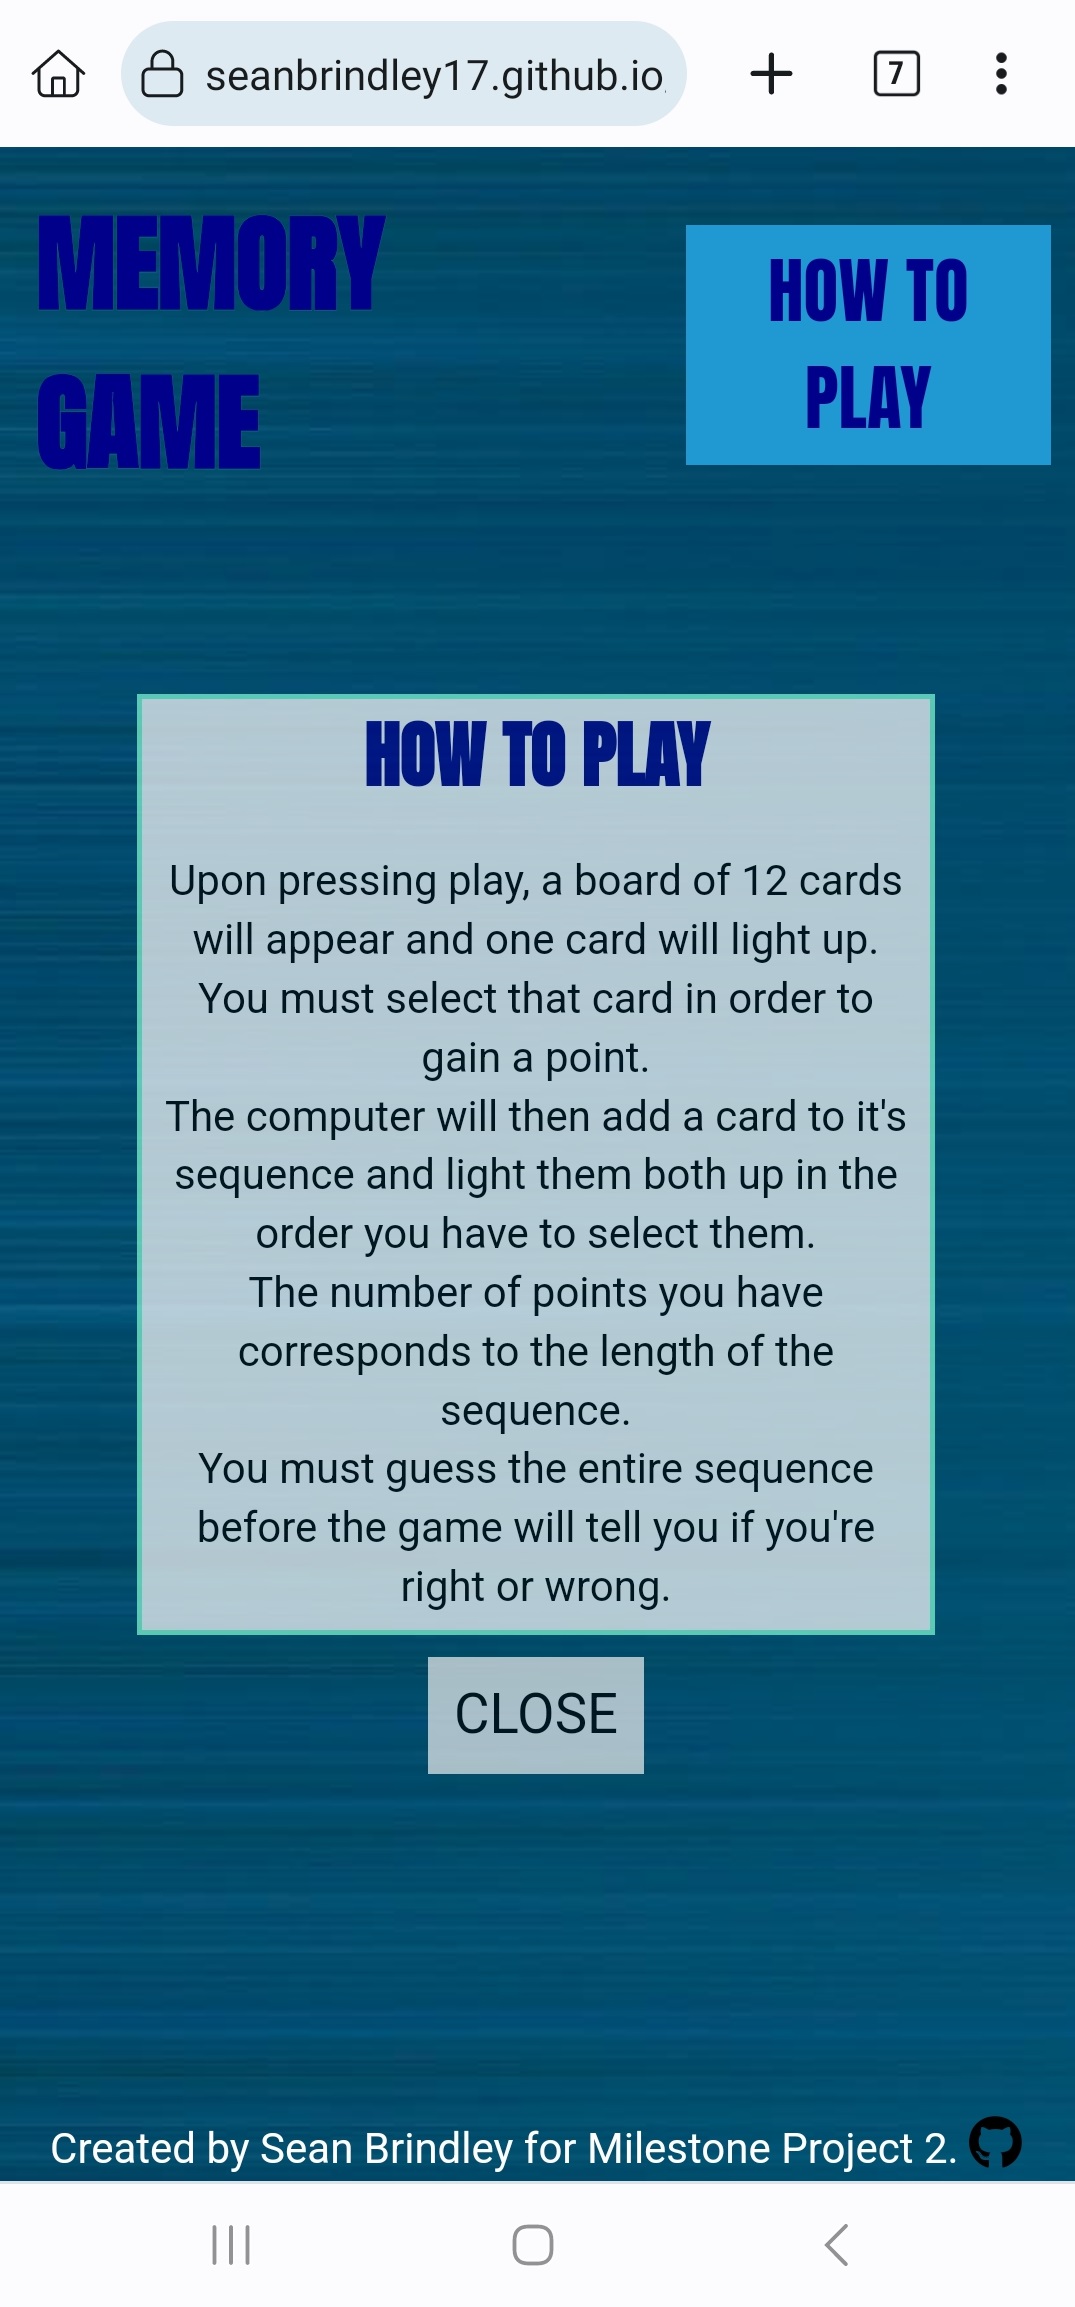 seanbrindley17.github.io
7
MEMORY
GAME
HOW TO
PLAY
HOW TO PLAY
Upon pressing play, a board of 12 cards
will appear and one card will light up.
You must select that card in order to
gain a point.
The computer will then add a card to it's
sequence and light them both up in the
order you have to select them.
The number of points you have
corresponds to the length of the
sequence.
You must guess the entire sequence
before the game will tell you if you're
right or wrong.
CLOSE
Created by Sean Brindley for Milestone Project 2.